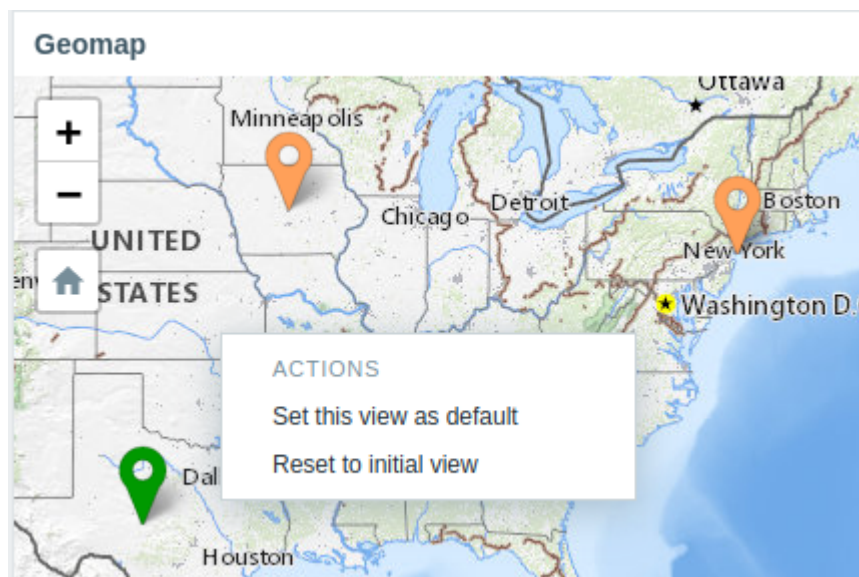 Geomap
Ottawa
+
Minneapolis
−
Detroit
Boston
Chicago
UNITED
New York
STATES
Washington D.
ACTIONS
Set this view as default
Reset to initial view
Dal
Houston